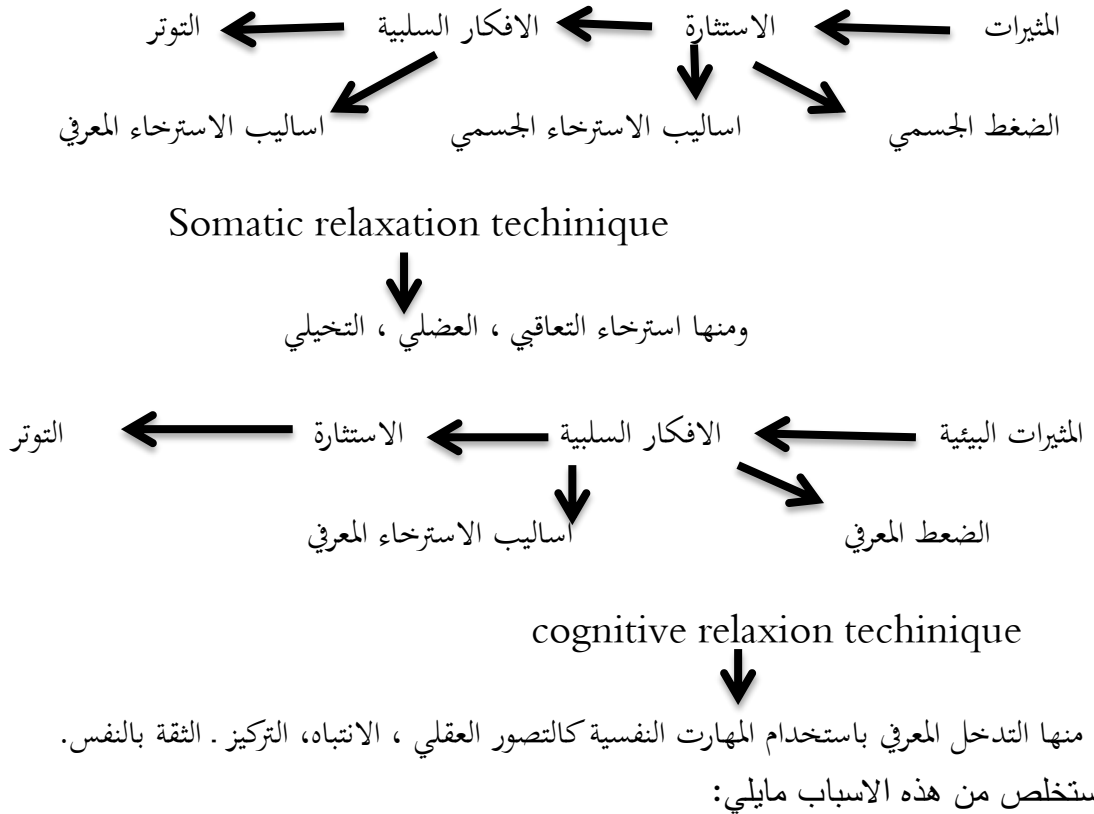 المثيرات الاستثارة الافكار السلبية التوتر
الضغط الجسمي اساليب الاسترخاء الجسمي اساليب الاسترخاء المعرفي
Somatic relaxation techinique
ومنها استرخاء التعاقبي ، العضلي ، التخيلي
المثيرات البيئية الافكار السلبية الاستثارة التوتر
الضعط المعرفي اساليب الاسترخاء المعرفي
cognitive relaxion techinique
منها التدخل المعرفي باستخدام المهارت النفسية كالتصور العقلي ، الانتباه، التركيز . الثقة بالنفس.
ستخلص من هذه الاسباب مايلي: